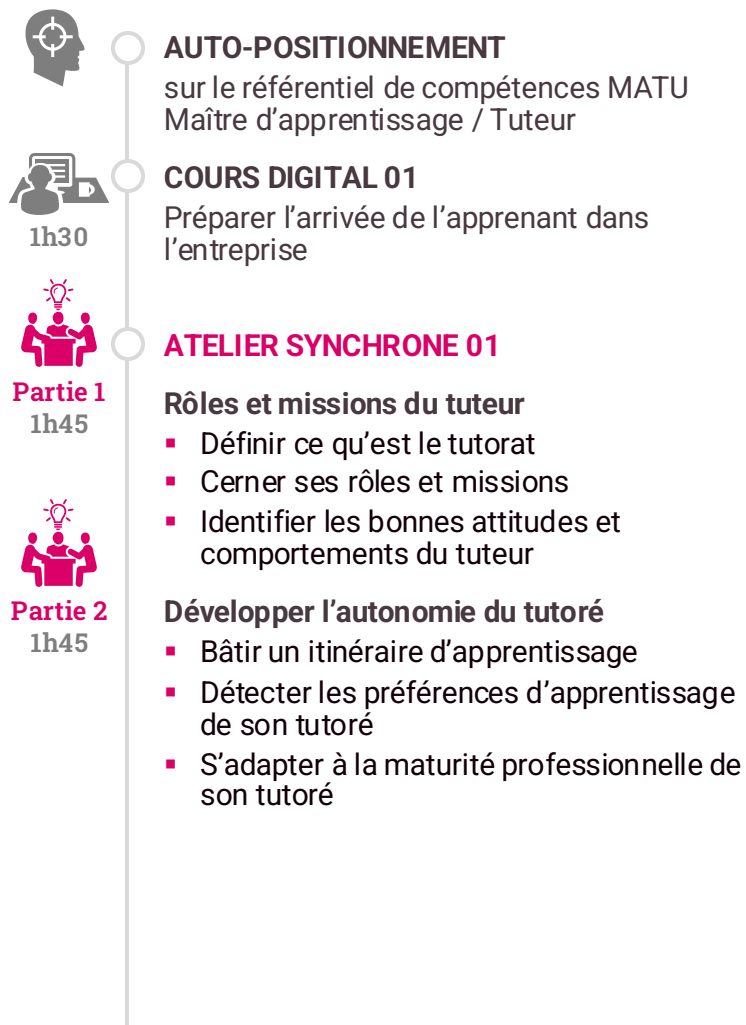 AUTO-POSITIONNEMENT
sur le référentiel de compétences MATU
Maître d’apprentissage / Tuteur
COURS DIGITAL 01
1h30
Préparer l’arrivée de l’apprenant dans
l’entreprise
ATELIER SYNCHRONE 01
Partie 1
1h45
Rôles et missions du tuteur
▪ Définir ce qu’est le tutorat
▪ Cerner ses rôles et missions
▪ Identifier les bonnes attitudes et
comportements du tuteur
Partie 2
1h45
Développer l’autonomie du tutoré
▪ Bâtir un itinéraire d’apprentissage
▪ Détecter les préférences d’apprentissage
de son tutoré
▪ S’adapter à la maturité professionnelle de
son tutoré